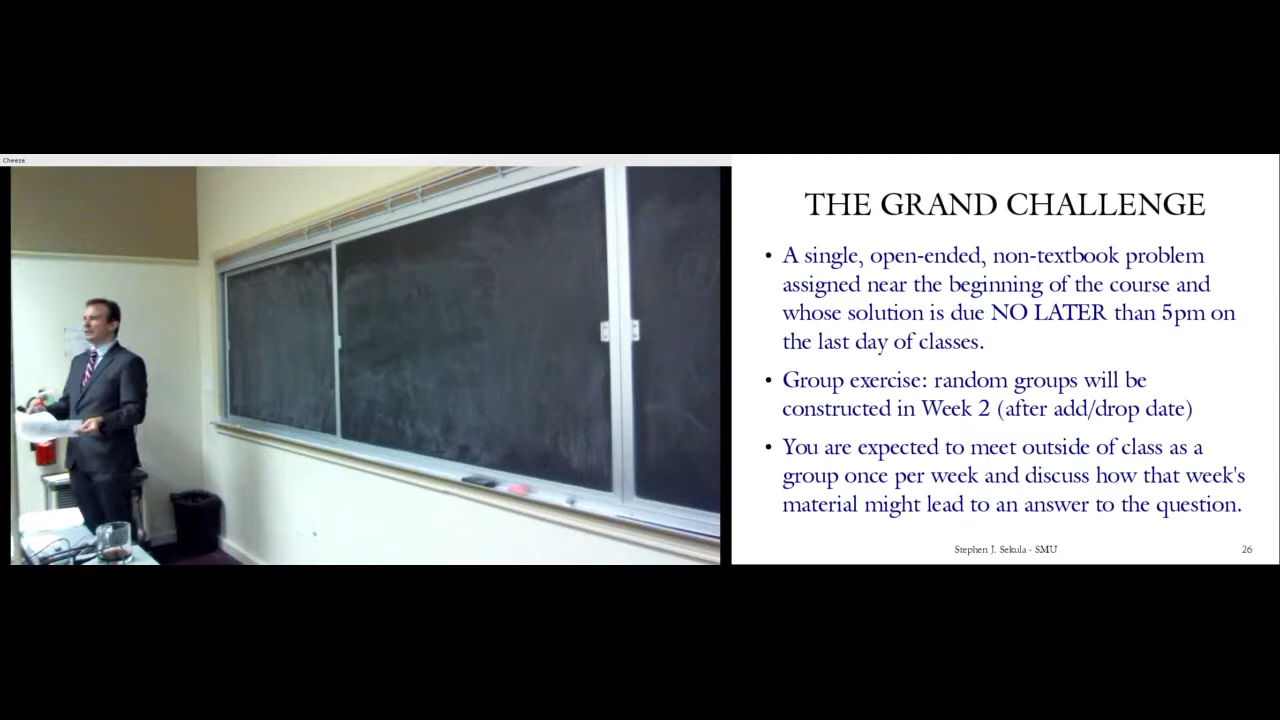 Cheese
THE GRAND CHALLENGE
• A single, open-ended, non-textbook problem
assigned near the beginning of the course and
whose solution is due NO LATER than 5pm on
the last day of classes.
• Group exercise: random groups will be
constructed in Week 2 (after add/drop date)
• You are expected to meet outside of class as a
group once per week and discuss how that week's
material might lead to an answer to the question.
Stephen J. Sekula - SMU
26